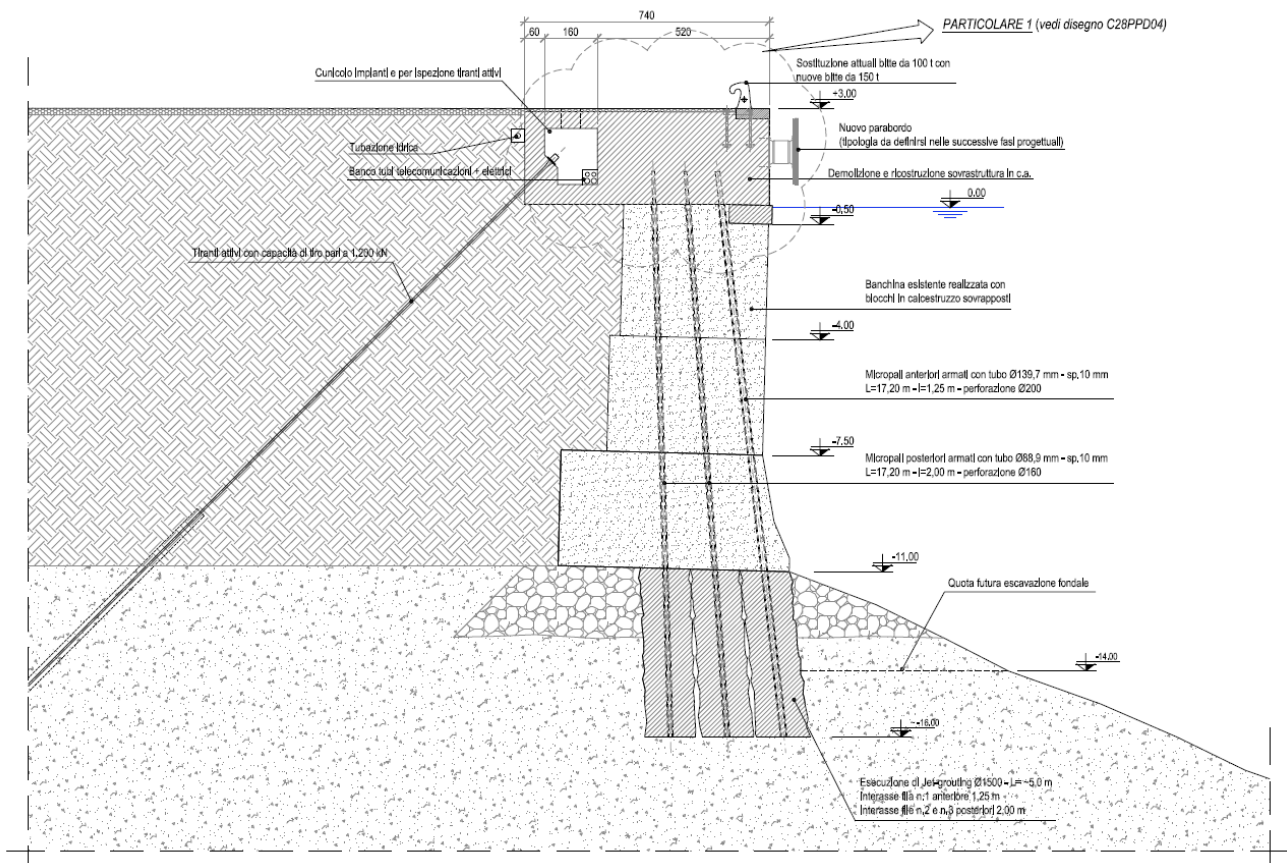 740
60 160 520
PARTICOLARE 1 (vedi disegno C28PPD04)
Cunicolo impianti e per ispezione tiranti attivi
Sostituzione attuali bitte da 100 t con
nuove bitte da 150 t
+3.00
Tubazione idrica
Nuovo parabordo
(tipologia da definirsi nelle successive fasi progettuali)
Banco tubi telecomunicazioni + elettrici
Demolizione e ricostruzione sovrastruttura in c.a.
0.00
-0,50
Tiranti attivi con capacità di tiro pari a 1.200 kN
Banchina esistente realizzata con
blocchi in calcestruzzo sovrapposti
-4.00
Micropali anteriori armati con tubo Ø139,7 mm - sp.10 mm
L=17,20 m - i=1,25 m - perforazione Ø200
-7,50
Micropali posteriori armati con tubo Ø88,9 mm - sp.10 mm
L=17,20 m - i=2,00 m - perforazione Ø160
-11,00
Quota futura escavazione fondale
-14.00
~-16.00
Esecuzione di Jet-grouting Ø1500 - L= ~5,0 m
Interasse fila n.1 anteriore 1,25 m -
Interasse file n.2 e n.3 posteriori 2,00 m